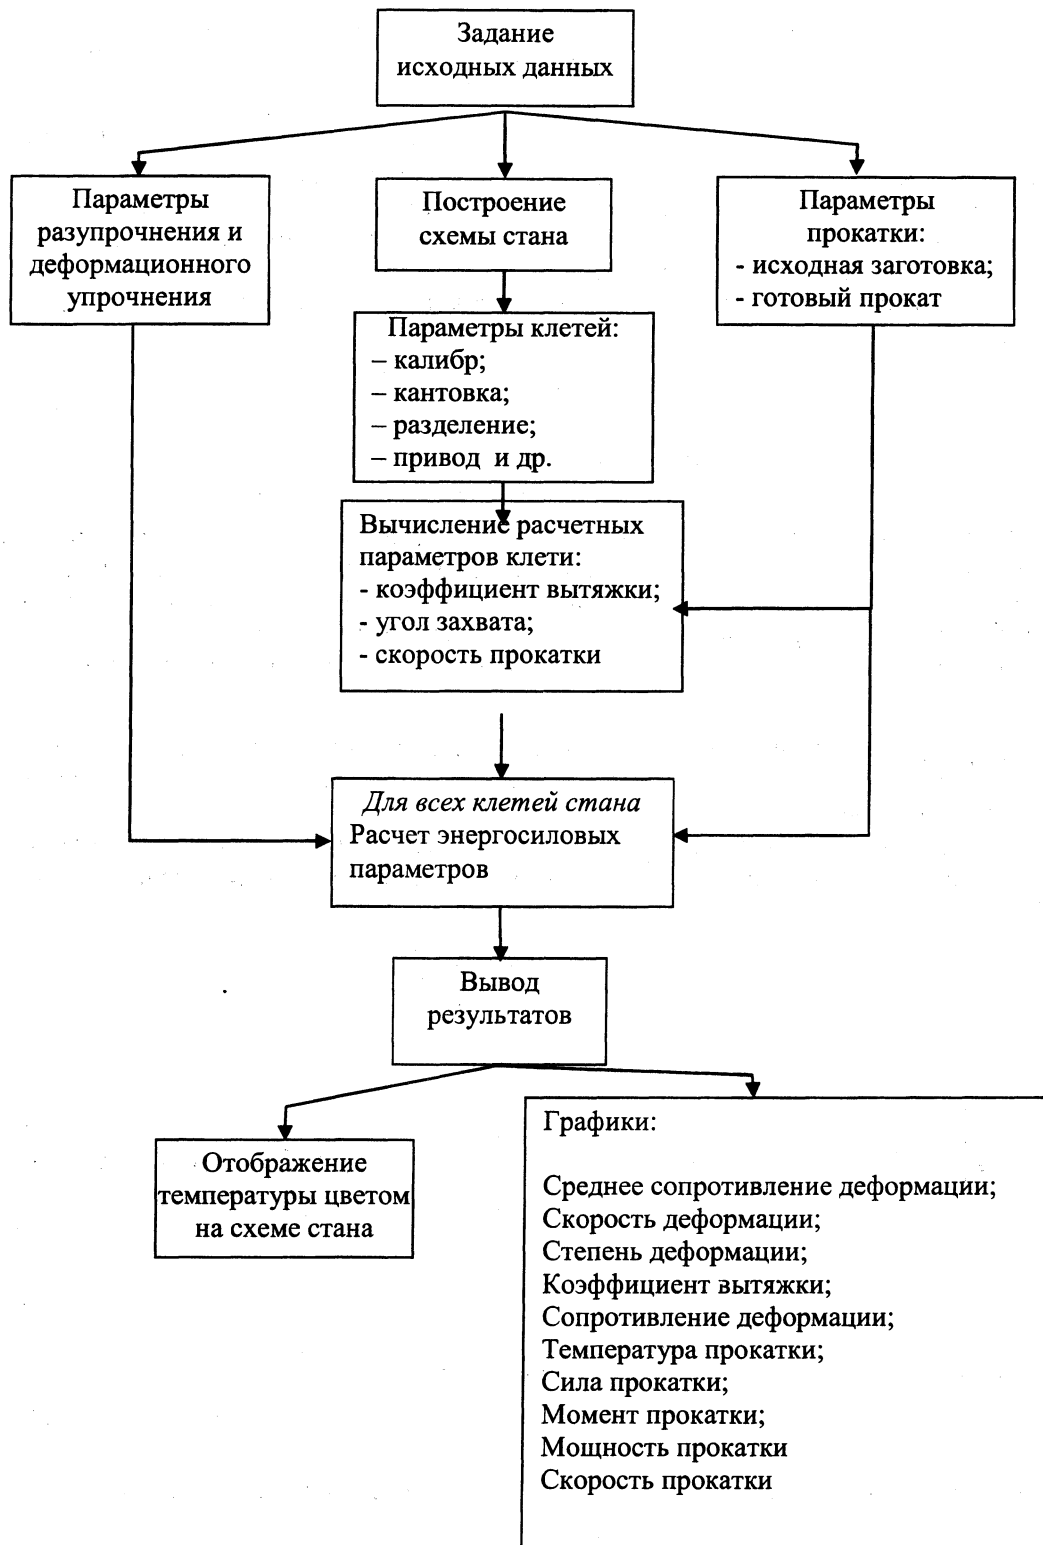 Задание
исходных данных
Параметры
разупрочнения и
деформационного
упрочнения
Построение
схемы стана
Параметры
прокатки:
- исходная заготовка;
- готовый прокат
Параметры клетей:
– калибр;
– кантовка;
– разделение;
– привод и др.
Вычисление расчетных
параметров клети:
- коэффициент вытяжки;
- угол захвата;
- скорость прокатки
Для всех клетей стана
Расчет энергосиловых
параметров
Вывод
результатов
Отображение
температуры цветом
на схеме стана
Графики:
Среднее сопротивление деформации;
Скорость деформации;
Степень деформации;
Коэффициент вытяжки;
Сопротивление деформации;
Температура прокатки;
Сила прокатки;
Момент прокатки;
Мощность прокатки
Скорость прокатки